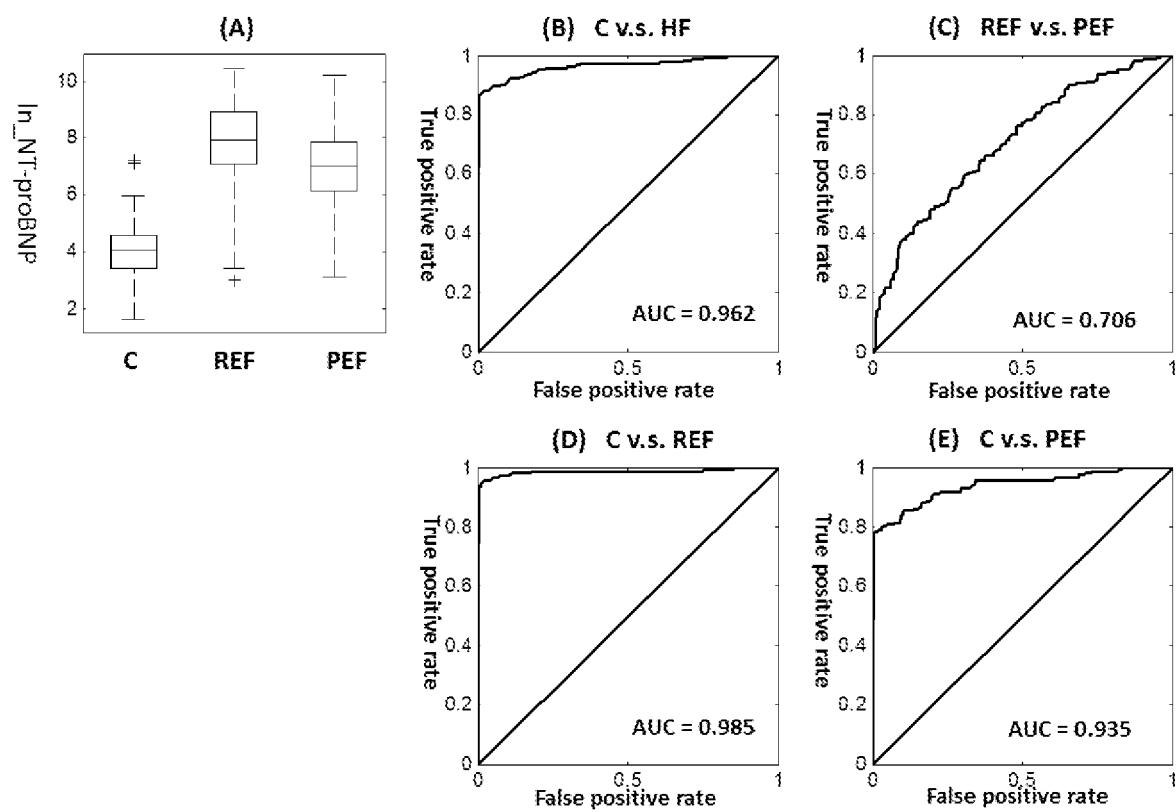 (A)
ln_NT-proBNP
10
8
6
4
2
C REF PEF
(B) C v.s. HF
True positive rate
1
0.8
0.6
0.4
0.2
0
0 0.5 1
False positive rate
AUC = 0.962
(C) REF v.s. PEF
True positive rate
1
0.8
0.6
0.4
0.2
0
0 0.5 1
False positive rate
AUC = 0.706
(D) C v.s. REF
True positive rate
1
0.8
0.6
0.4
0.2
0
0 0.5 1
False positive rate
AUC = 0.985
(E) C v.s. PEF
True positive rate
1
0.8
0.6
0.4
0.2
0
0 0.5 1
False positive rate
AUC = 0.935